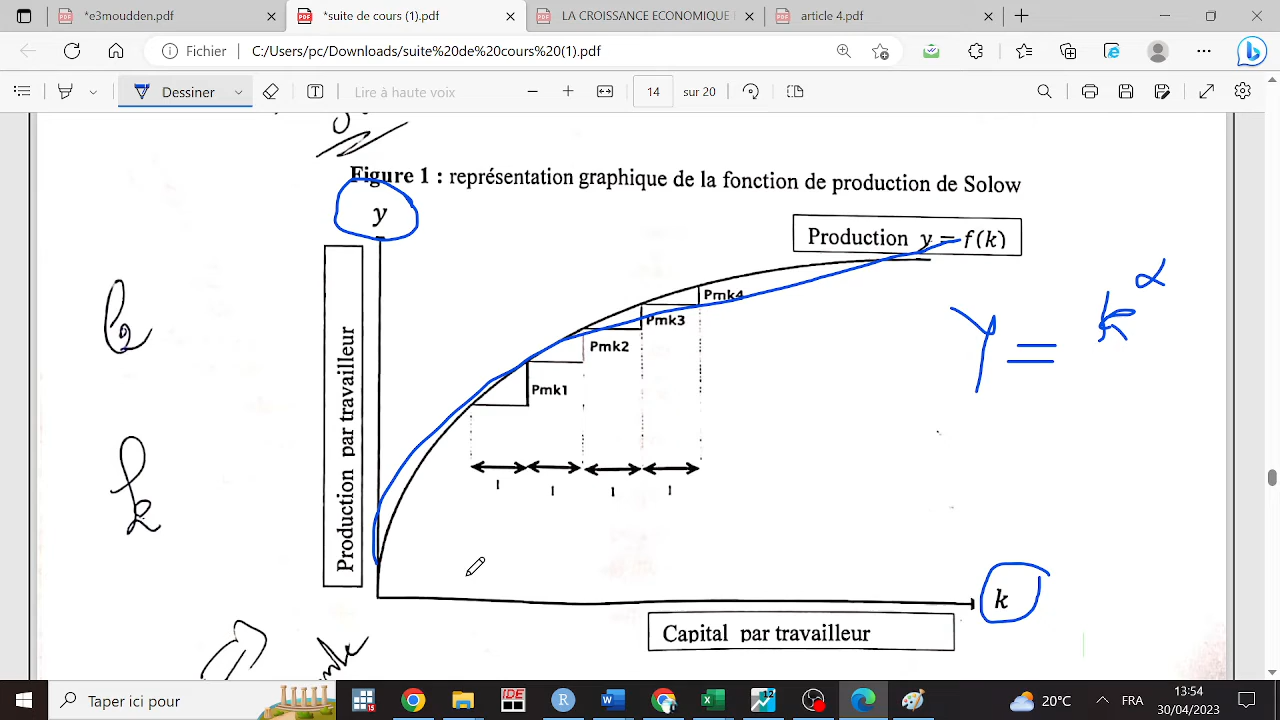 e3moudden.pdf
*suite de cours (1).pdf
LA CROISSANCE ECONOMIQUE
article 4.pdf
Fichier
C:/Users/pc/Downloads/suite%20de%20cours%20(1).pdf
Dessiner
Lire à haute voix
14
sur 20
Figure 1 : représentation graphique de la fonction de production de Solow
y
Production y = f(k)
Production par travailleur
Pmk4
Pmk3
Pmk2
Pmk1
y = k^α
k
1 1 1 1
k
Capital par travailleur
Taper ici pour
15
IDE
R
12
20°C
FRA
13:54
30/04/2023